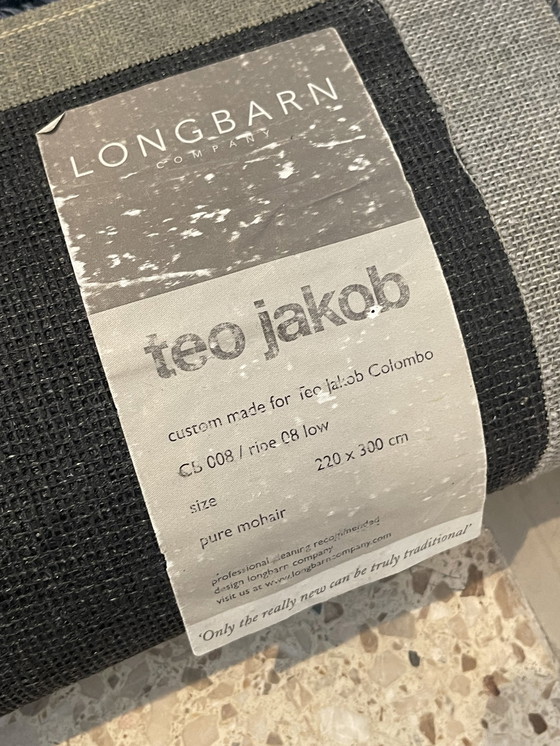 LONGBARN
COMPANY
teo jakob
custom made for Teo Jakob Colombo
CB 008 / ripe 08 low
size 220 x 300 cm
pure mohair
professional cleaning recommended
design longbarn company
visit us at www.longbarncompany.com
'Only the really new can be truly traditional'